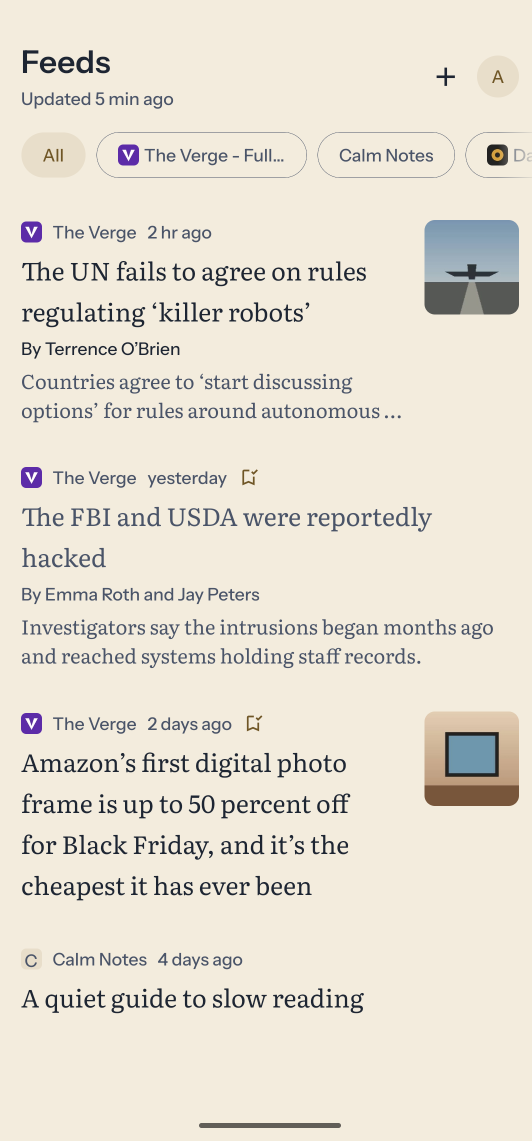 Feeds
Updated 5 min ago
A
All
The Verge - Full...
Calm Notes
Da
The Verge 2 hr ago
The UN fails to agree on rules
regulating ‘killer robots’
By Terrence O’Brien
Countries agree to ‘start discussing
options’ for rules around autonomous ...
The Verge yesterday
The FBI and USDA were reportedly
hacked
By Emma Roth and Jay Peters
Investigators say the intrusions began months ago
and reached systems holding staff records.
The Verge 2 days ago
Amazon’s first digital photo
frame is up to 50 percent off
for Black Friday, and it’s the
cheapest it has ever been
C Calm Notes 4 days ago
A quiet guide to slow reading